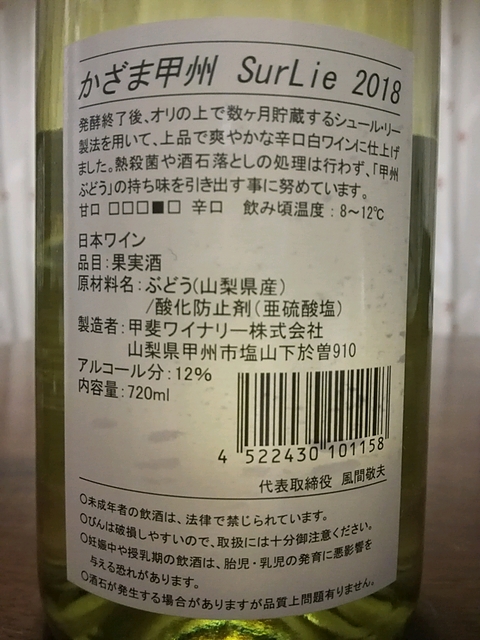 かざま甲州 SurLie 2018
発酵終了後、オリの上で数ヶ月貯蔵するシュール・リー
製法を用いて、上品で爽やかな辛口白ワインに仕上げ
ました。熱殺菌や酒石落としの処理は行わず、「甲州
ぶどう」の持ち味を引き出す事に努めています。
甘口 □□□■□ 辛口 飲み頃温度：8～12℃
日本ワイン
品目：果実酒
原材料名：ぶどう(山梨県産)
/酸化防止剤(亜硫酸塩)
製造者：甲斐ワイナリー株式会社
山梨県甲州市塩山下於曽910
アルコール分：12%
内容量：720ml
4 522430 101158
代表取締役 風間敬夫
○未成年者の飲酒は、法律で禁じられています。
○びんは破損しやすいので、取扱には十分御注意ください。
○妊娠中や授乳期の飲酒は、胎児・乳児の発育に悪影響を
与える恐れがあります。
○酒石が発生する場合がありますが品質上問題有りません。